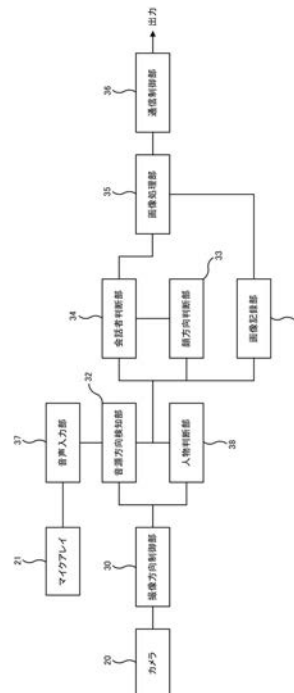 21
マイクアレイ
37
音声入力部
20
カメラ
30
撮像方向制御部
32
音源方向検知部
人物判断部
38
34
会話者判断部
顔方向判断部
33
画像記録部
35
画像処理部
36
通信制御部
出力